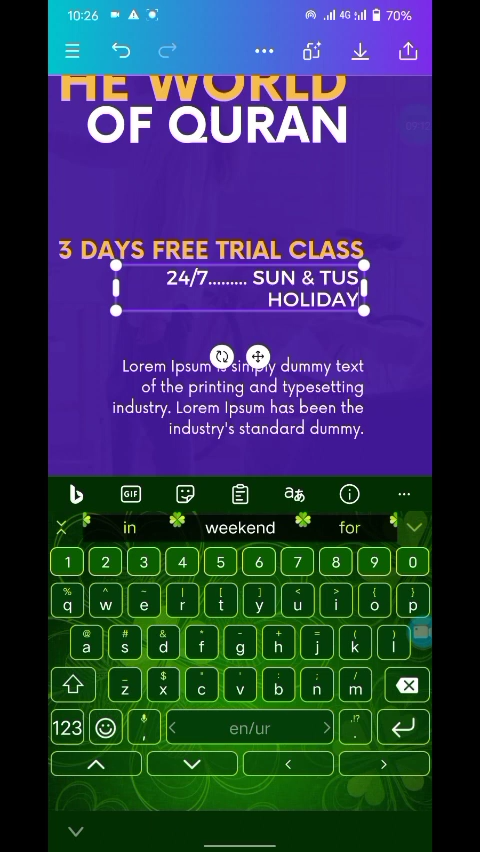 10:26
4G 70%
HE WORLD
OF QURAN
3 DAYS FREE TRIAL CLASS
24/7......... SUN & TUS
HOLIDAY
Lorem Ipsum is simply dummy text
of the printing and typesetting
industry. Lorem Ipsum has been the
industry's standard dummy.
GIF
in weekend for
1 2 3 4 5 6 7 8 9 0
% ^ ~ | [ ] < > { }
q w e r t y u i o p
@ # & * - + = ( )
a s d f g h j k l
_ $ " ' : ; /
z x c v b n m
123 , en/ur .
,!?